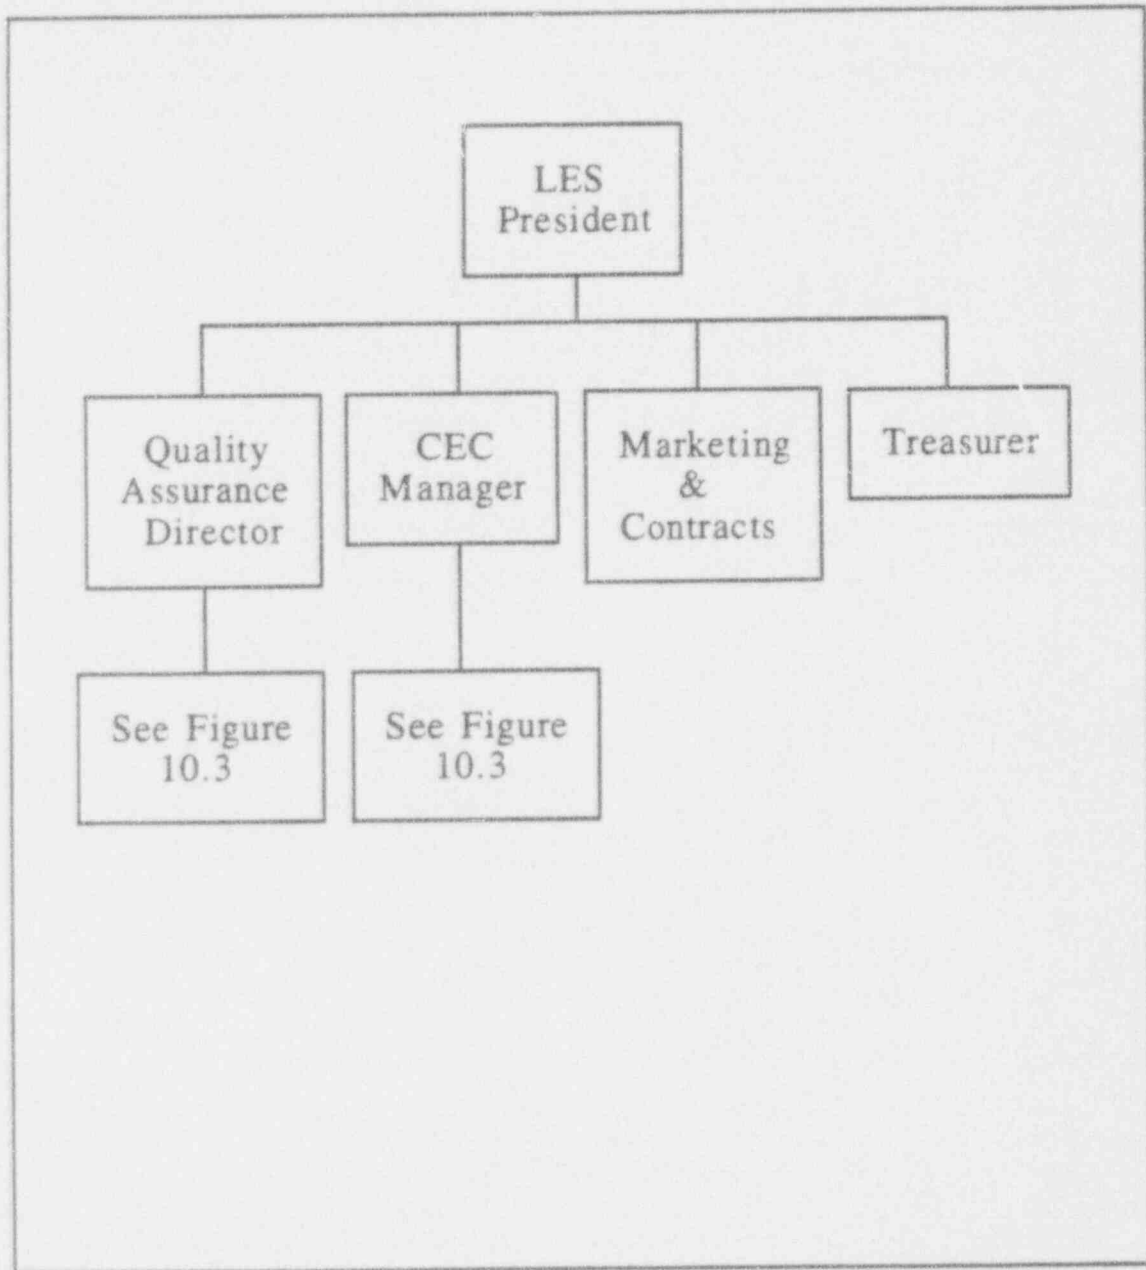 LES
President
Quality
Assurance
Director
CEC
Manager
Marketing
&
Contracts
Treasurer
See Figure
10.3
See Figure
10.3